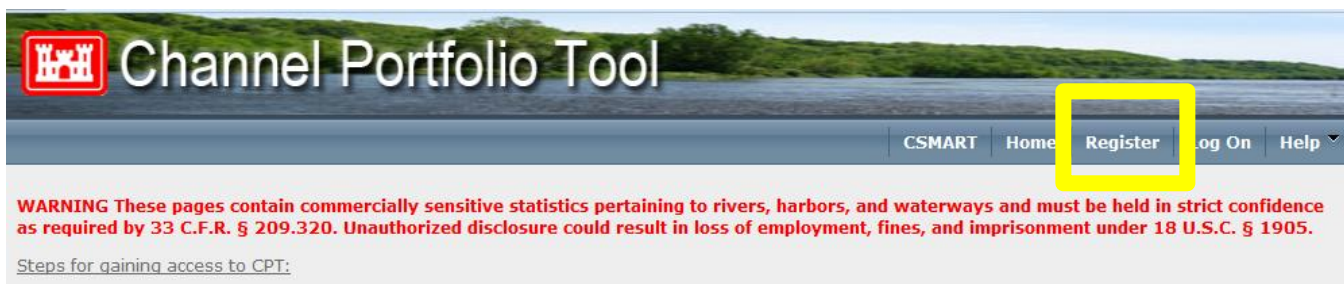 Channel Portfolio Tool
CSMART Home Register Log On Help
WARNING These pages contain commercially sensitive statistics pertaining to rivers, harbors, and waterways and must be held in strict confidence
as required by 33 C.F.R. § 209.320. Unauthorized disclosure could result in loss of employment, fines, and imprisonment under 18 U.S.C. § 1905.
Steps for gaining access to CPT: